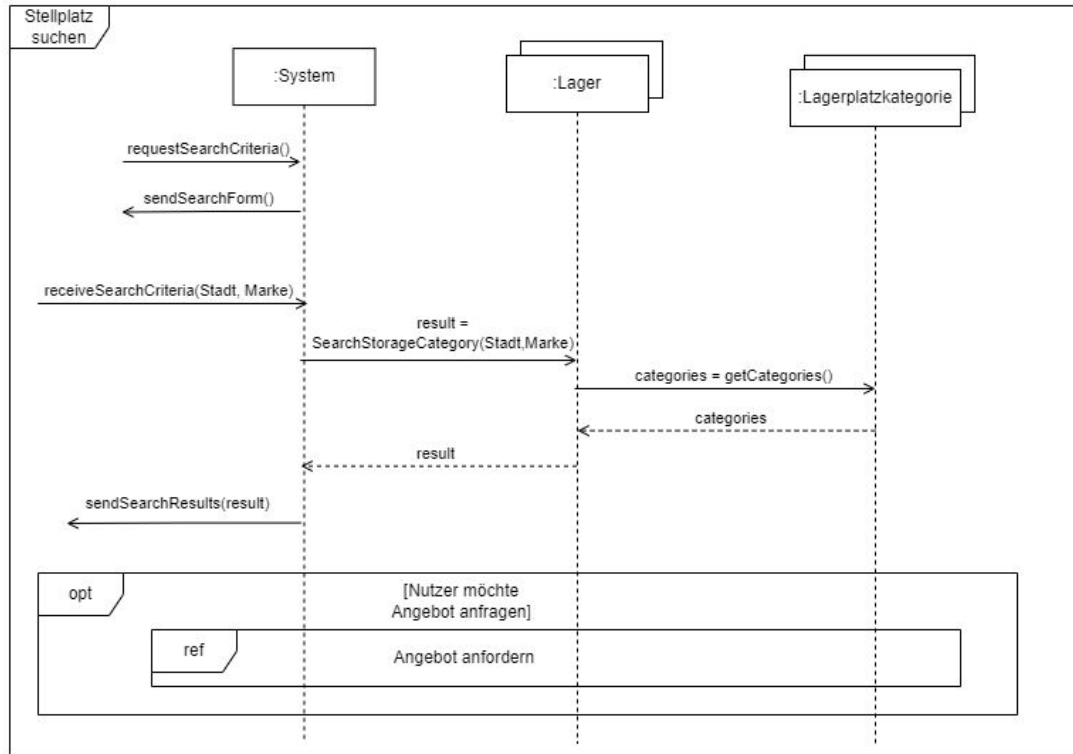 Stellplatz
suchen
:System
:Lager
:Lagerplatzkategorie
requestSearchCriteria()
sendSearchForm()
receiveSearchCriteria(Stadt, Marke)
result =
SearchStorageCategory(Stadt,Marke)
categories = getCategories()
categories
result
sendSearchResults(result)
opt
[Nutzer möchte
Angebot anfragen]
ref
Angebot anfordern